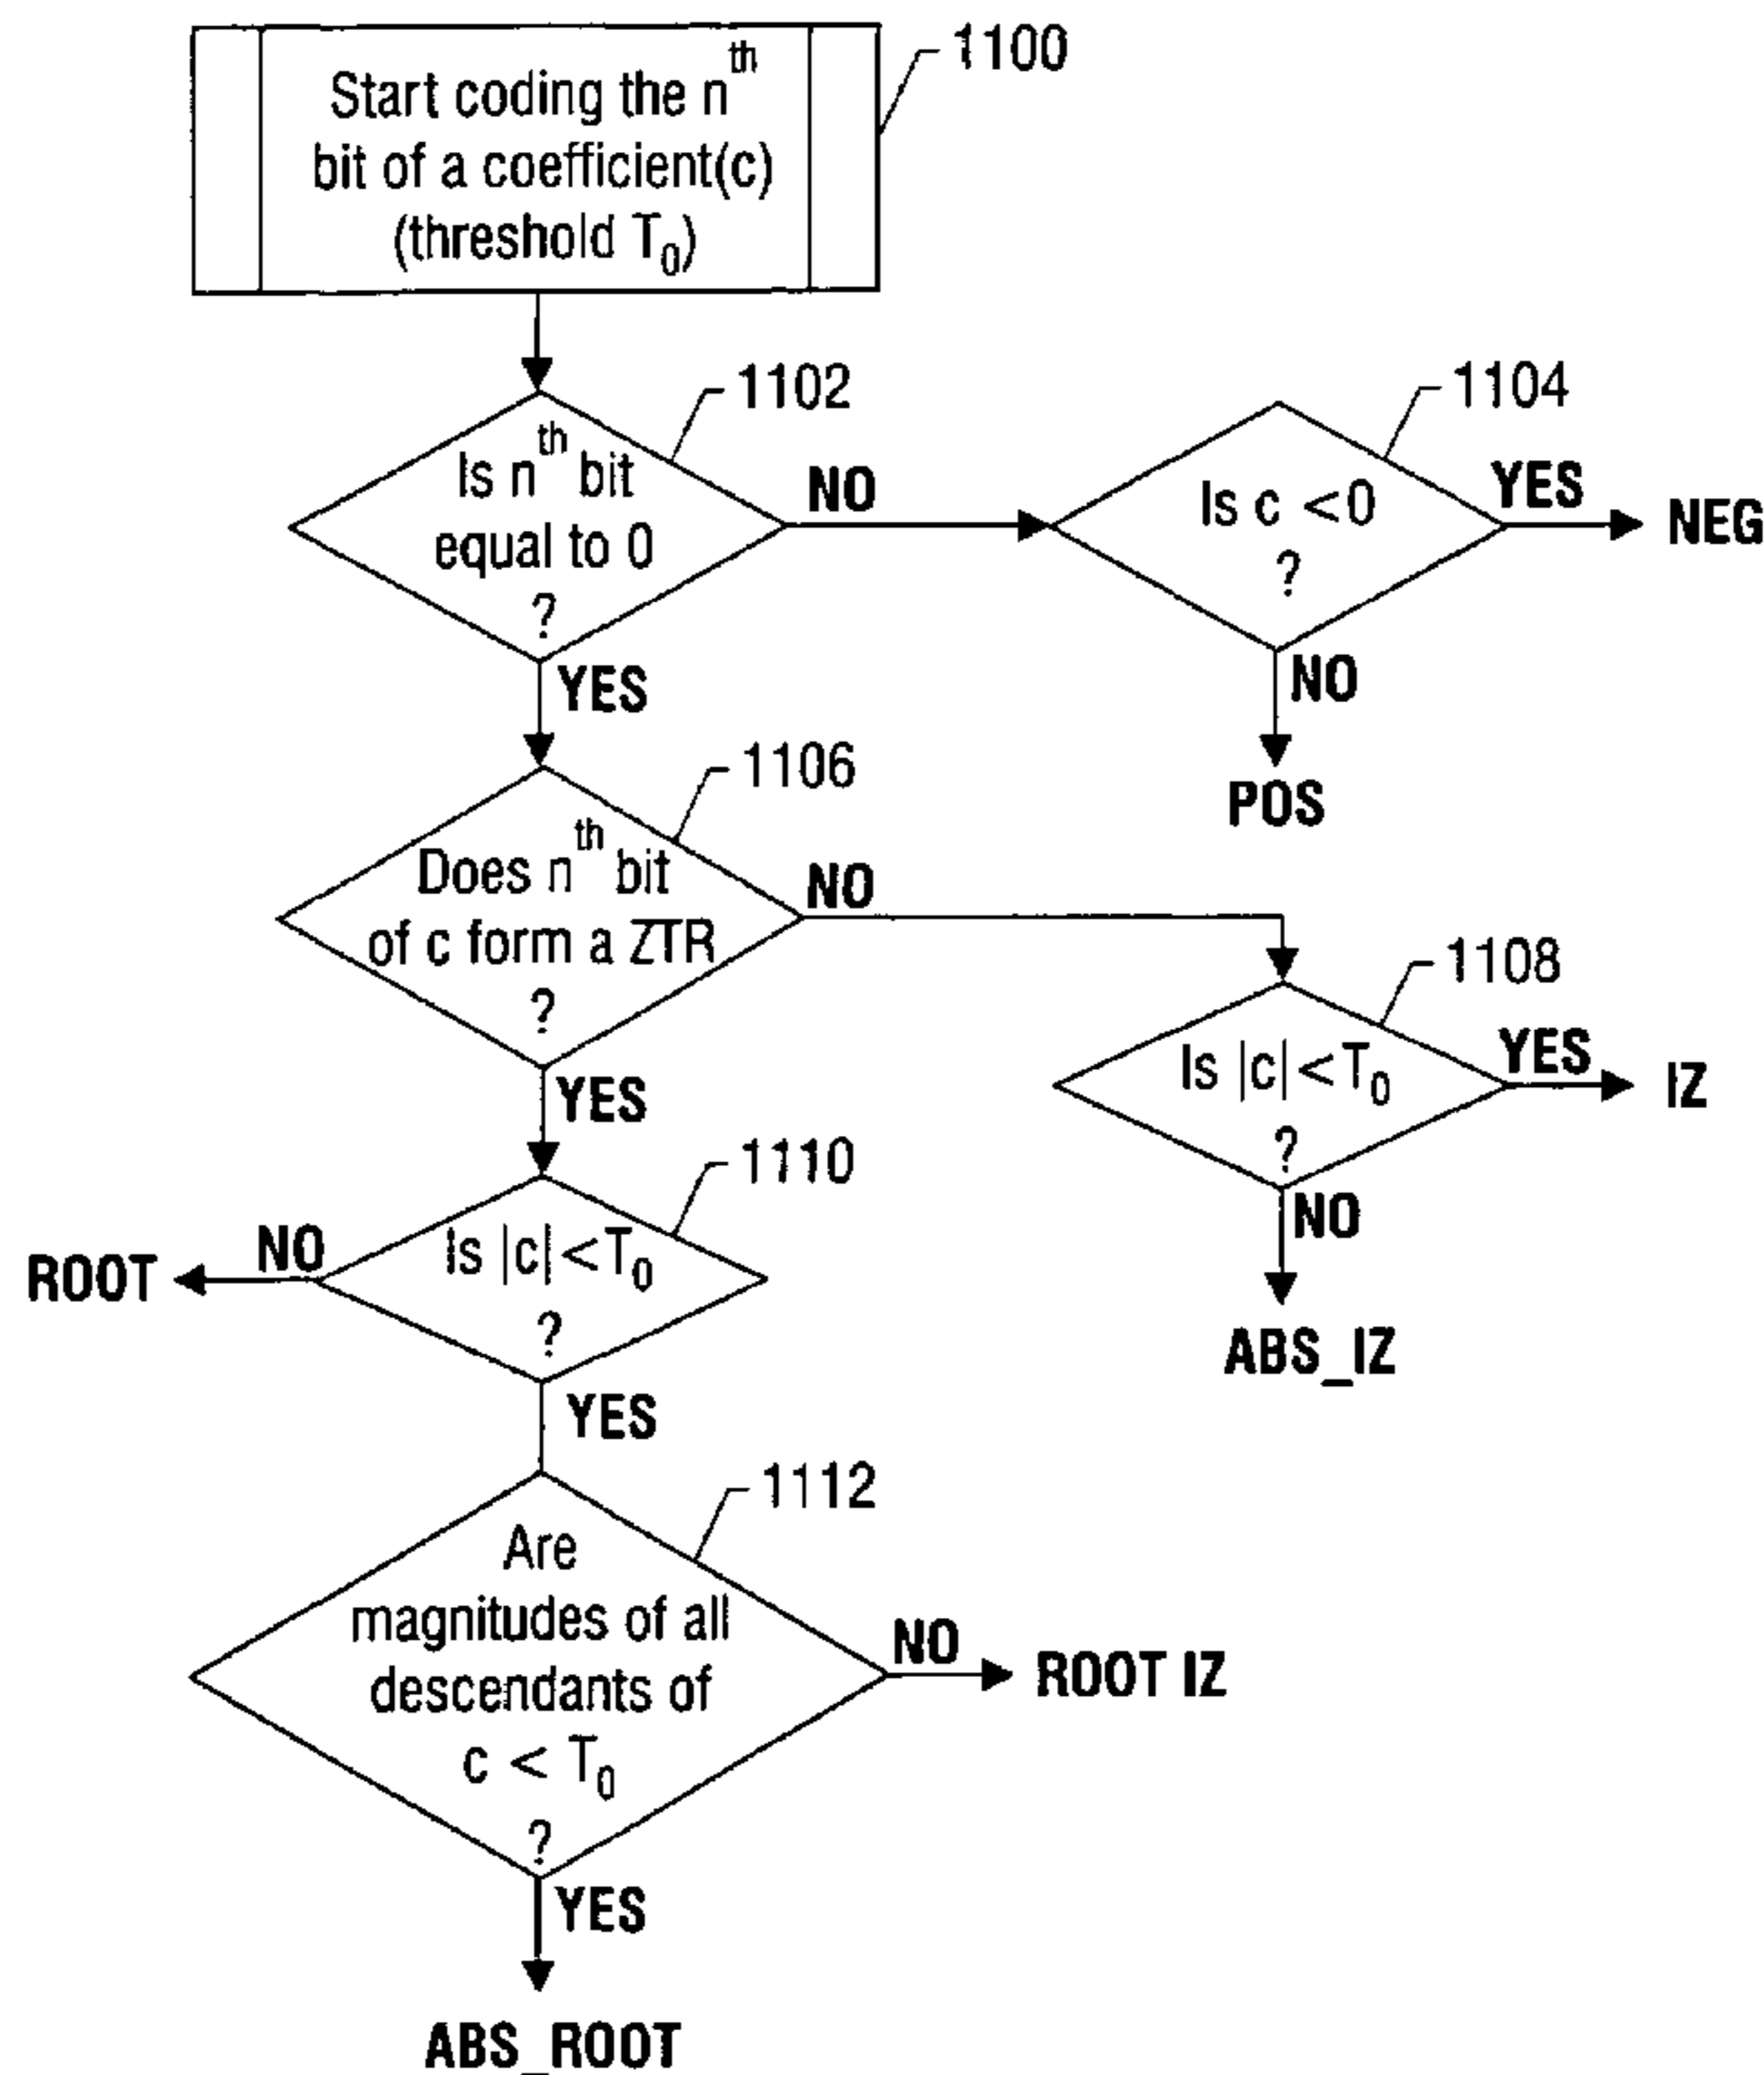 Start coding the nth
bit of a coefficient(c)
(threshold T0)
1100
Is nth bit
equal to 0
?
1102
NO
YES
Is c <0
?
1104
YES
NEG
NO
POS
Does nth bit
of c form a ZTR
?
1106
NO
YES
Is |c|<T0
?
1108
YES
IZ
NO
ABS_IZ
Is |c|<T0
?
1110
NO
ROOT
YES
Are
magnitudes of all
descendants of
c < T0
?
1112
NO
ROOT IZ
YES
ABS_ROOT